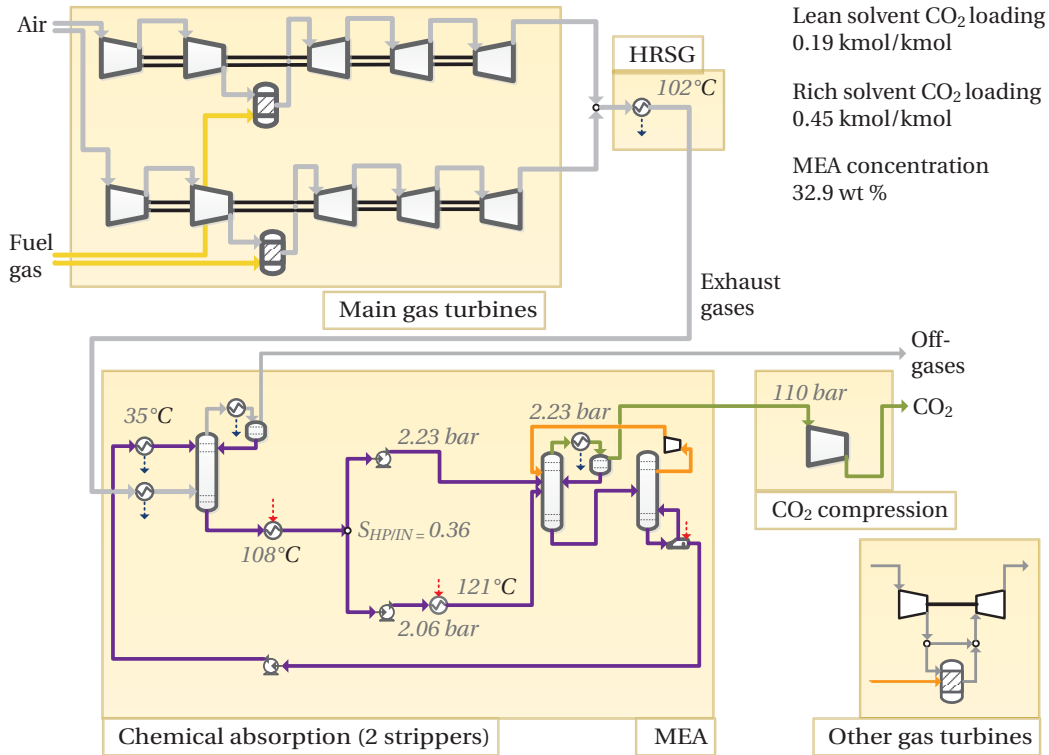 Air
Fuel
gas
HRSG
102°C
Lean solvent CO₂ loading
0.19 kmol/kmol
Rich solvent CO₂ loading
0.45 kmol/kmol
MEA concentration
32.9 wt %
Main gas turbines
Exhaust
gases
Off-
gases
35°C
2.23 bar
2.23 bar
110 bar
CO₂
CO₂ compression
S_HP/IN = 0.36
108°C
121°C
2.06 bar
Chemical absorption (2 strippers)
MEA
Other gas turbines